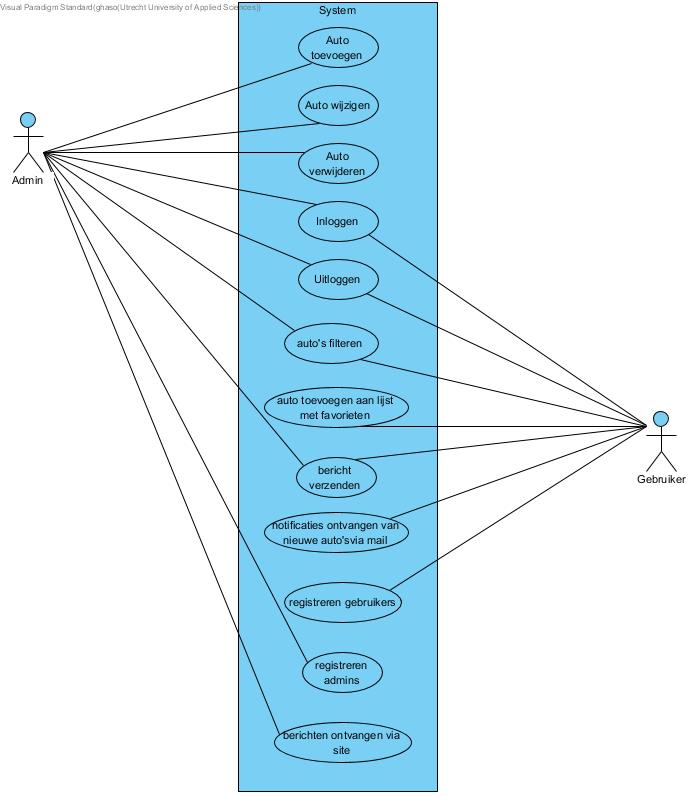 Visual Paradigm Standard(ghaso(Utrecht University of Applied Sciences))
System
Auto
toevoegen
Auto wijzigen
Auto
verwijderen
Admin
Inloggen
Uitloggen
auto's filteren
auto toevoegen aan lijst
met favorieten
bericht
verzenden
Gebruiker
notificaties ontvangen van
nieuwe auto'svia mail
registreren gebruikers
registreren
admins
berichten ontvangen via
site